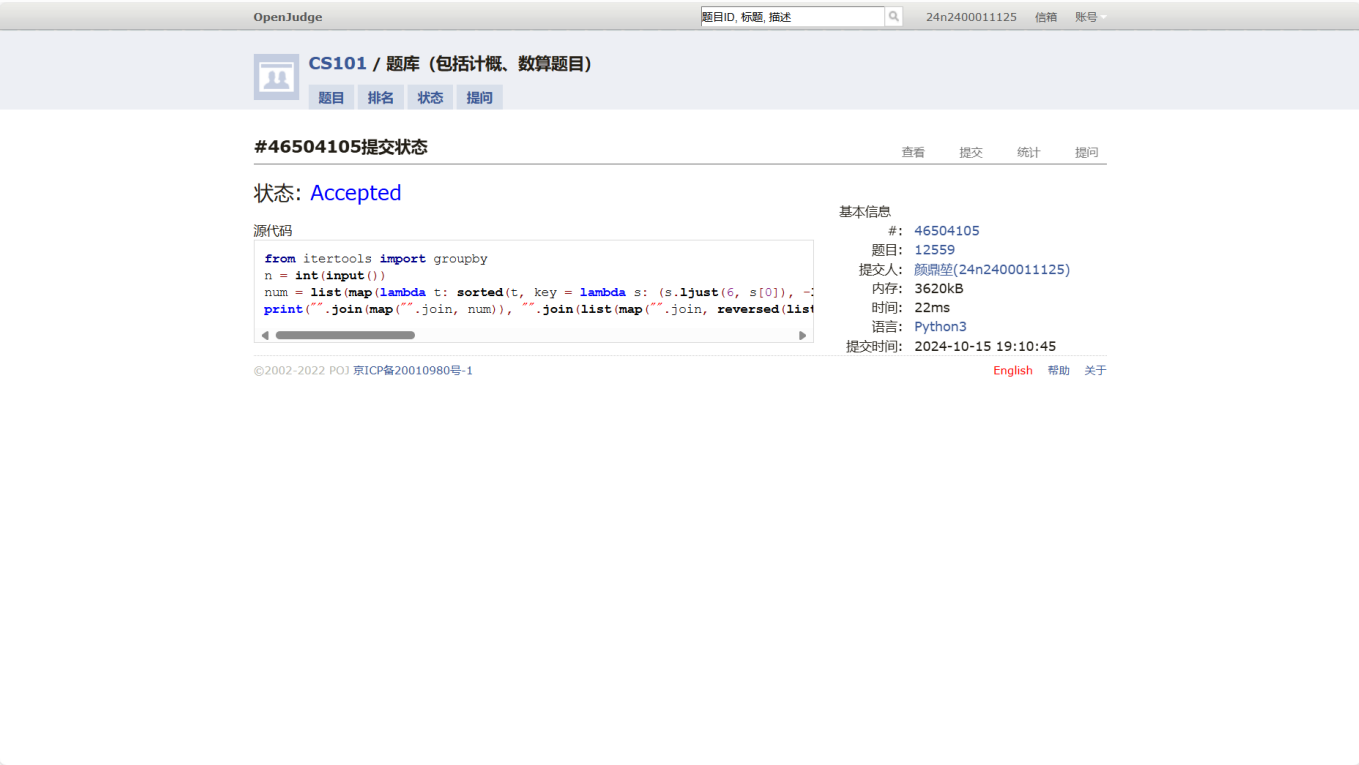 OpenJudge 题目ID, 标题, 描述 24n2400011125 信箱 账号
CS101 / 题库（包括计概、数算题目）
题目 排名 状态 提问
#46504105提交状态 查看 提交 统计 提问
状态: Accepted
源代码
from itertools import groupby
n = int(input())
num = list(map(lambda t: sorted(t, key = lambda s: (s.ljust(6, s[0]), -
print("".join(map("".join, num)), "".join(list(map("".join, reversed(list
基本信息
#: 46504105
题目: 12559
提交人: 颜鼎堃(24n2400011125)
内存: 3620kB
时间: 22ms
语言: Python3
提交时间: 2024-10-15 19:10:45
©2002-2022 POJ 京ICP备20010980号-1 English 帮助 关于